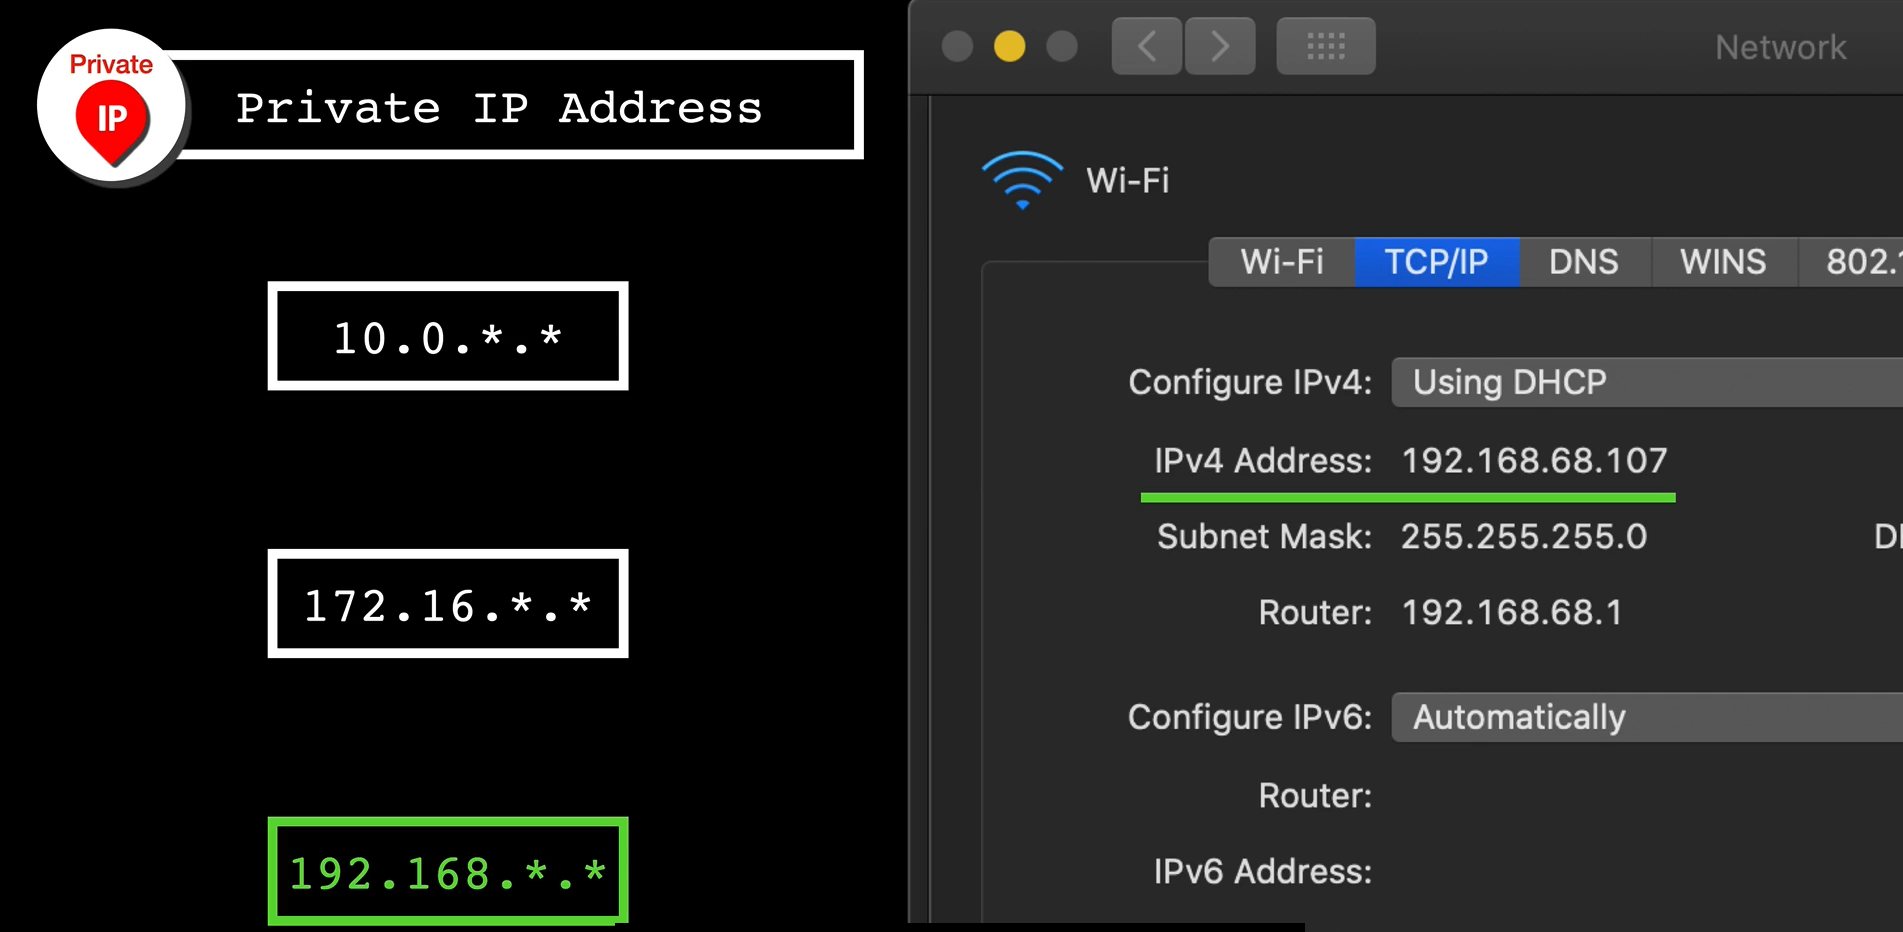 Private
IP
Private IP Address
10.0.*.*
172.16.*.*
192.168.*.*
Network
Wi-Fi
Wi-Fi TCP/IP DNS WINS 802.1
Configure IPv4: Using DHCP
IPv4 Address: 192.168.68.107
Subnet Mask: 255.255.255.0
Router: 192.168.68.1
Configure IPv6: Automatically
Router:
IPv6 Address: